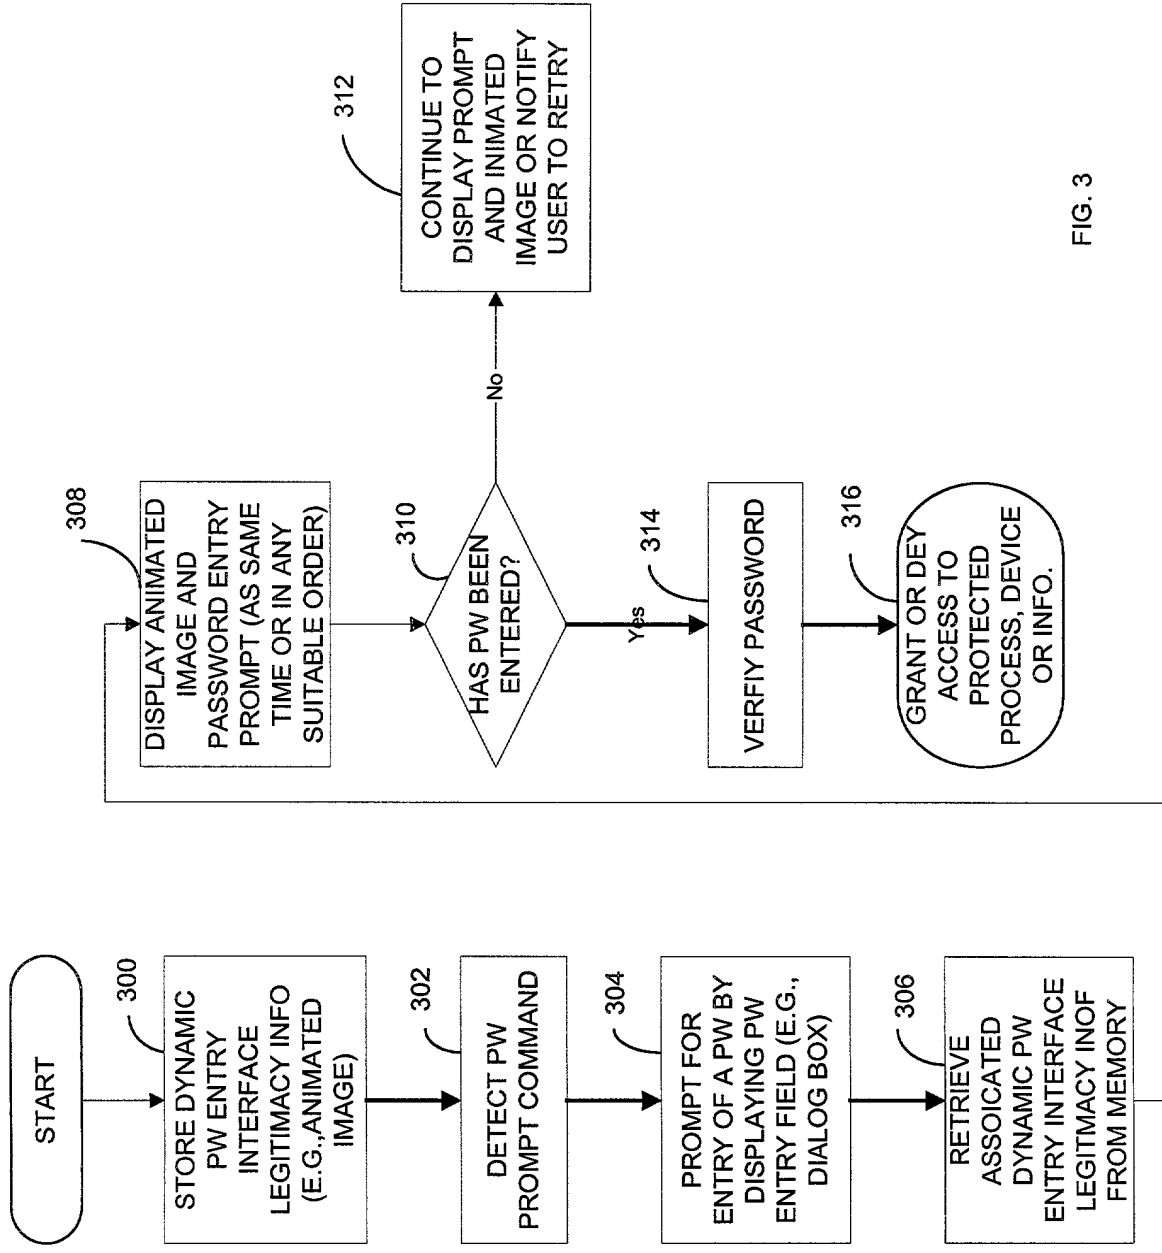 START
300
STORE DYNAMIC
PW ENTRY
INTERFACE
LEGITIMACY INFO
(E.G.,ANIMATED
IMAGE)
302
DETECT PW
PROMPT COMMAND
304
PROMPT FOR
ENTRY OF A PW BY
DISPLAYING PW
ENTRY FIELD (E.G.,
DIALOG BOX)
306
RETRIEVE
ASSOICATED
DYNAMIC PW
ENTRY INTERFACE
LEGITMACY INOF
FROM MEMORY
308
DISPLAY ANIMATED
IMAGE AND
PASSWORD ENTRY
PROMPT (AS SAME
TIME OR IN ANY
SUITABLE ORDER)
310
HAS PW BEEN
ENTERED?
No
312
CONTINUE TO
DISPLAY PROMPT
AND INIMATED
IMAGE OR NOTIFY
USER TO RETRY
Yes
314
VERFIY PASSWORD
316
GRANT OR DEY
ACCESS TO
PROTECTED
PROCESS, DEVICE
OR INFO.
FIG. 3